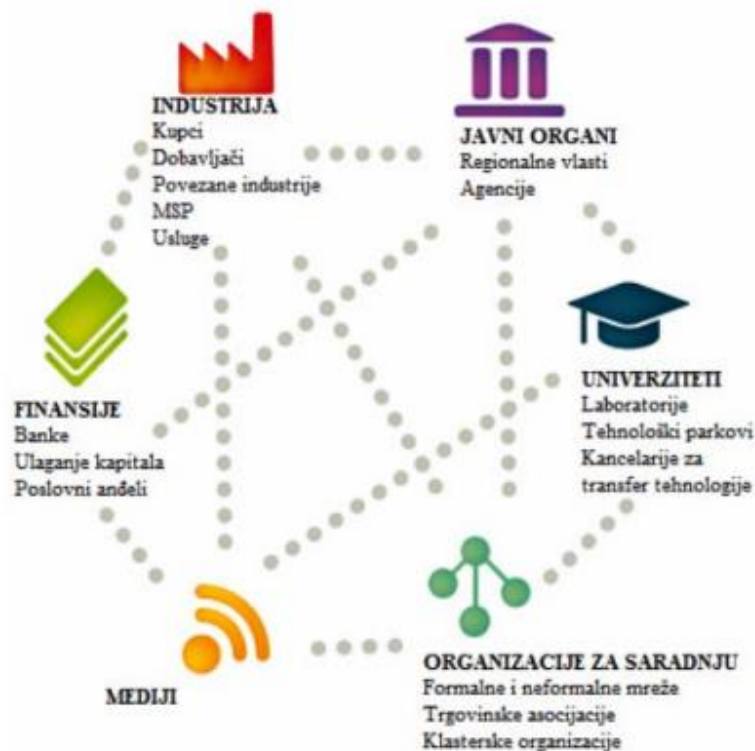 INDUSTRIJA
Kupci
Dobavljači
Povezane industrije
MSP
Usluge
JAVNI ORGANI
Regionalne vlasti
Agencije
FINANSIJE
Banke
Ulaganje kapitala
Poslovni anđeli
UNIVERZITETI
Laboratorije
Tehnološki parkovi
Kancelarije za
transfer tehnologije
MEDIJI
ORGANIZACIJE ZA SARADNJU
Formalne i neformalne mreže
Trgovinske asocijacije
Klasterske organizacije